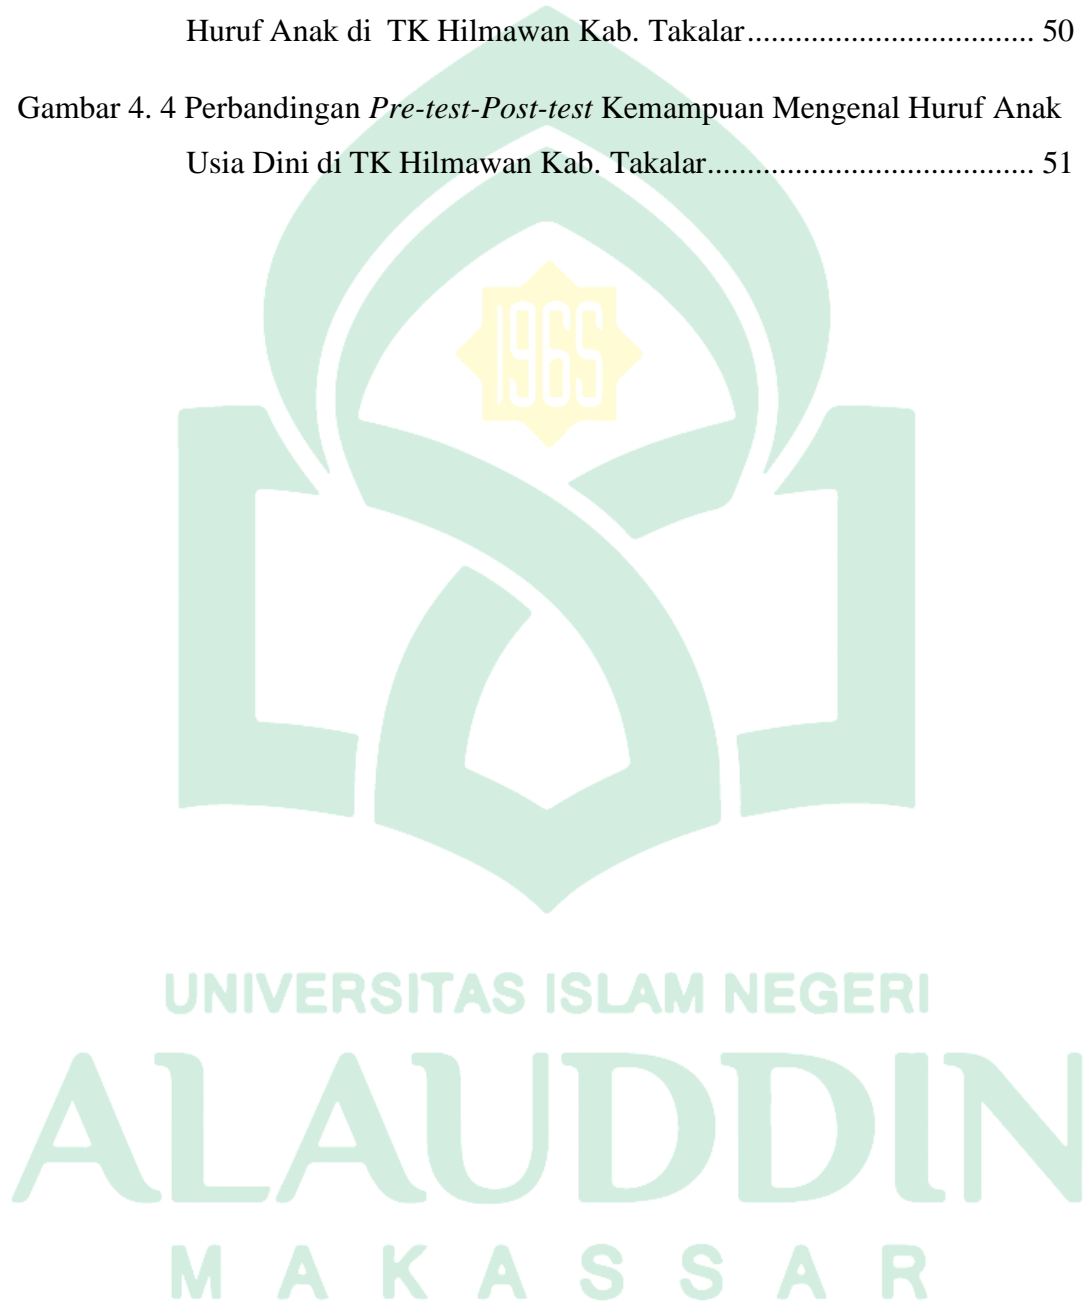 Huruf Anak di  TK Hilmawan Kab. Takalar.................................... 50
Gambar 4. 4 Perbandingan Pre-test-Post-test Kemampuan Mengenal Huruf Anak
Usia Dini di TK Hilmawan Kab. Takalar......................................... 51
1965
UNIVERSITAS ISLAM NEGERI
ALAUDDIN
MAKASSAR